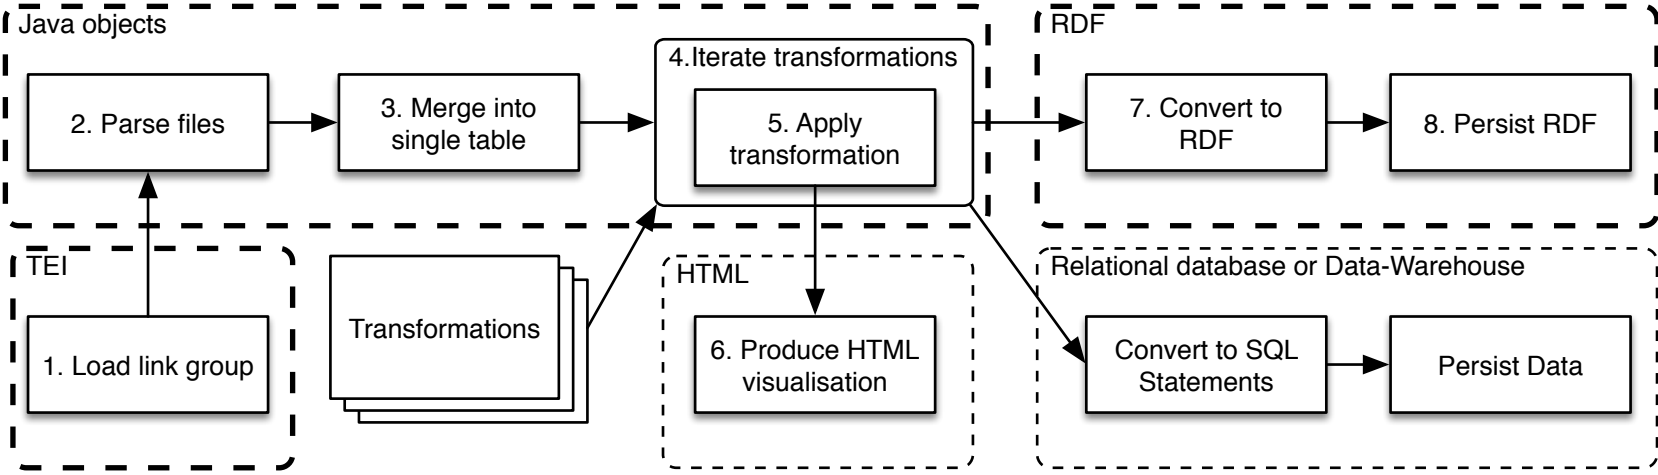 Java objects
2. Parse files
3. Merge into
single table
4.Iterate transformations
5. Apply
transformation
RDF
7. Convert to
RDF
8. Persist RDF
TEI
1. Load link group
Transformations
HTML
6. Produce HTML
visualisation
Relational database or Data-Warehouse
Convert to SQL
Statements
Persist Data